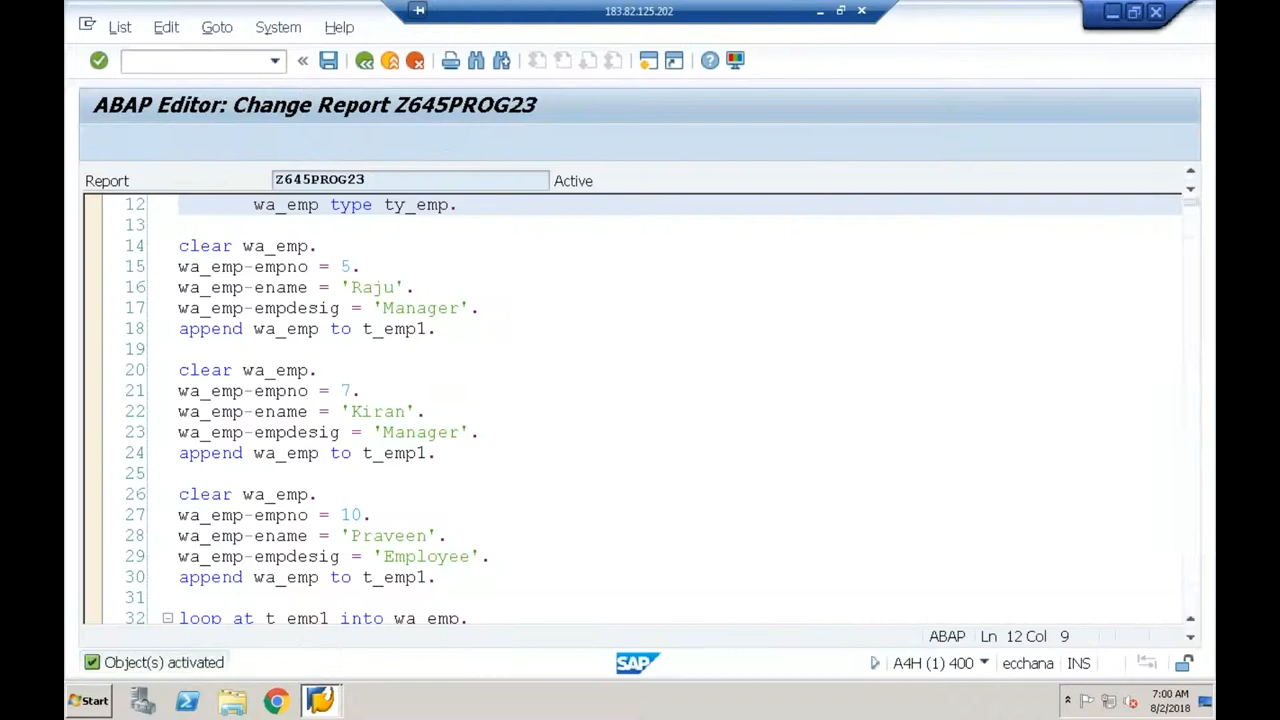 183.82.125.202
List Edit Goto System Help
ABAP Editor: Change Report Z645PROG23
Report Z645PROG23 Active
12 wa_emp type ty_emp.
13
14 clear wa_emp.
15 wa_emp-empno = 5.
16 wa_emp-ename = 'Raju'.
17 wa_emp-empdesig = 'Manager'.
18 append wa_emp to t_emp1.
19
20 clear wa_emp.
21 wa_emp-empno = 7.
22 wa_emp-ename = 'Kiran'.
23 wa_emp-empdesig = 'Manager'.
24 append wa_emp to t_emp1.
25
26 clear wa_emp.
27 wa_emp-empno = 10.
28 wa_emp-ename = 'Praveen'.
29 wa_emp-empdesig = 'Employee'.
30 append wa_emp to t_emp1.
31
32 loop at t_emp1 into wa_emp.
ABAP Ln 12 Col 9
Object(s) activated SAP A4H (1) 400 ecchana INS
Start 7:00 AM
8/2/2018